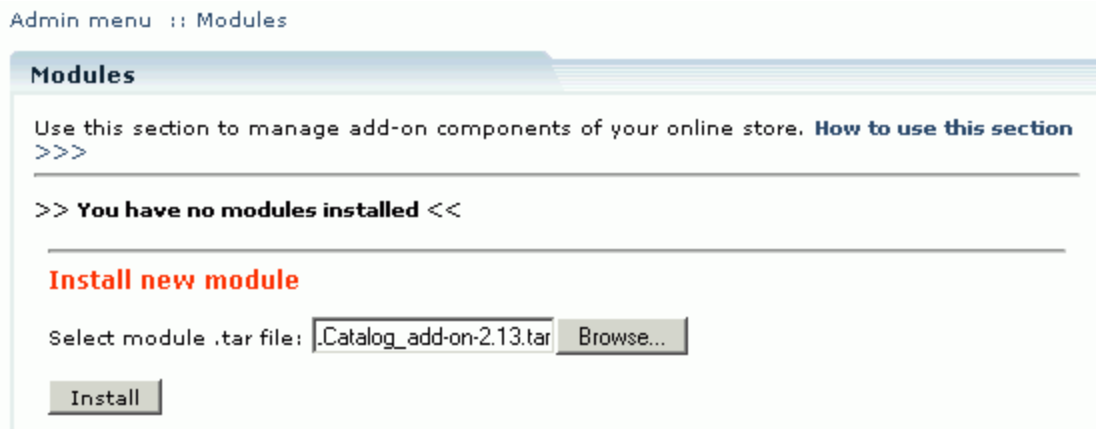 Admin menu :: Modules
Modules
Use this section to manage add-on components of your online store. How to use this section
>>>
>> You have no modules installed <<
Install new module
Select module .tar file: .Catalog_add-on-2.13.tar Browse...
Install